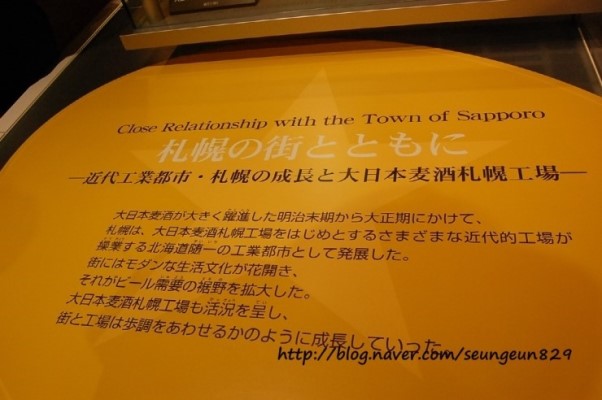 Close Relationship with the Town of Sapporo
札幌の街とともに
―近代工業都市・札幌の成長と大日本麦酒札幌工場―
大日本麦酒が大きく躍進した明治末期から大正期にかけて、
札幌は、大日本麦酒札幌工場をはじめとするさまざまな近代的工場が
操業する北海道随一の工業都市として発展した。
街にはモダンな生活文化が花開き、
それがビール需要の裾野を拡大した。
大日本麦酒札幌工場も活況を呈し、
街と工場は歩調をあわせるかのように成長していった。
http://blog.naver.com/seungeun829